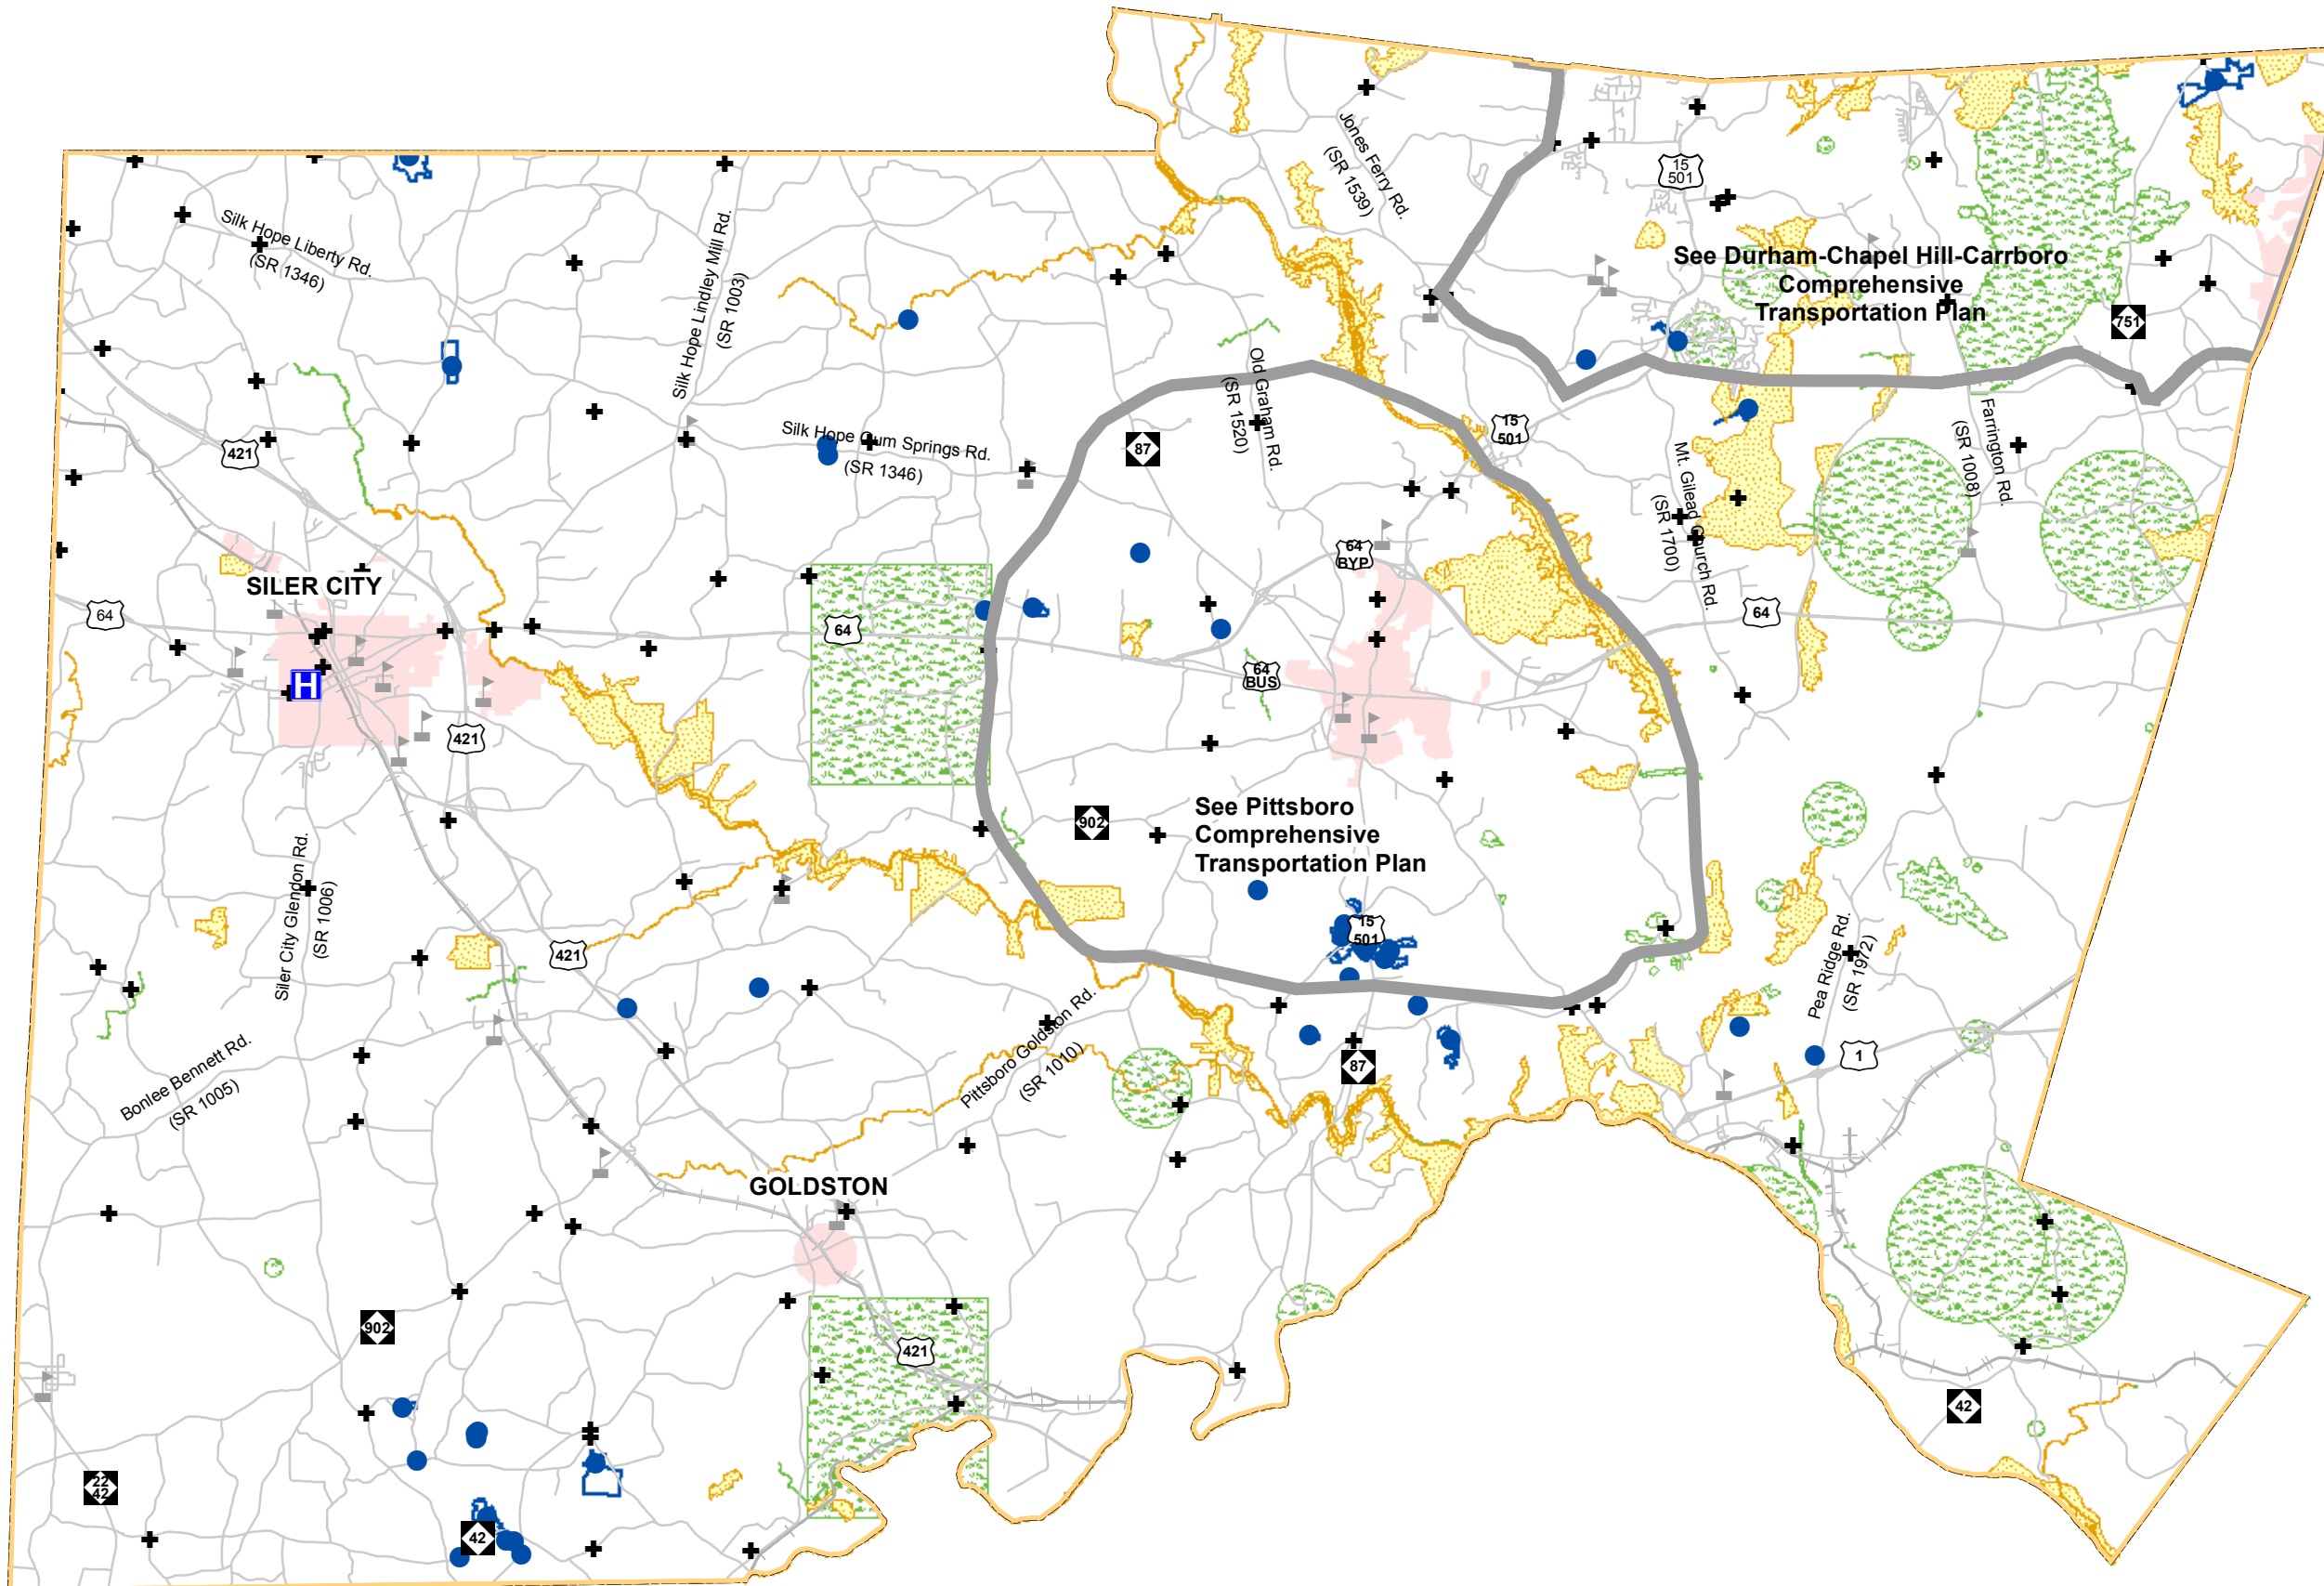 Jones Ferry Rd.
(SR 1539)
15
501
Silk Hope Liberty Rd.
(SR 1346)
Silk Hope Lindley Mill Rd.
(SR 1003)
See Durham-Chapel Hill-Carrboro
Comprehensive
Transportation Plan
751
Old Graham Rd.
(SR 1520)
421
Silk Hope Gum Springs Rd.
(SR 1346)
87
15
501
Farrington Rd.
(SR 1008)
Mt. Gilead Church Rd.
(SR 1700)
64
BYP
SILER CITY
64
64
64
64
BUS
H
421
See Pittsboro
Comprehensive
Transportation Plan
902
Siler City Glendon Rd.
(SR 1006)
15
501
421
Pea Ridge Rd.
(SR 1972)
Pittsboro Goldston Rd.
(SR 1010)
1
87
Bonlee Bennett Rd.
(SR 1005)
GOLDSTON
902
421
42
22
42
42